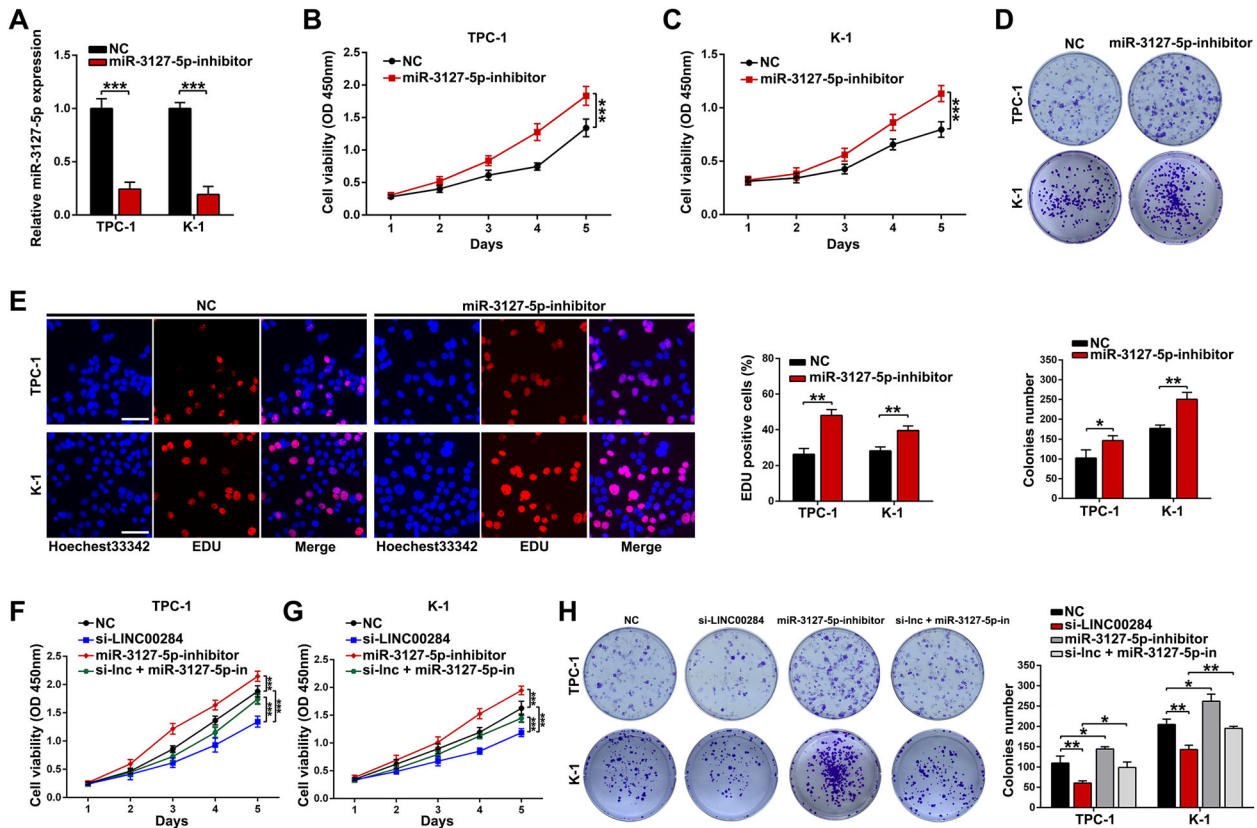 A
NC
miR-3127-5p-inhibitor
Relative miR-3127-5p expression
1.5
1.0
0.5
0.0
***
***
TPC-1
K-1
B
TPC-1
NC
miR-3127-5p-inhibitor
Cell viability (OD 450nm)
2.5
2.0
1.5
1.0
0.5
0.0
***
1 2 3 4 5
Days
C
K-1
NC
miR-3127-5p-inhibitor
Cell viability (OD 450nm)
1.5
1.0
0.5
0.0
***
1 2 3 4 5
Days
D
NC miR-3127-5p-inhibitor
TPC-1
K-1
E
NC miR-3127-5p-inhibitor
TPC-1
K-1
Hoechest33342 EDU Merge Hoechest33342 EDU Merge
NC
miR-3127-5p-inhibitor
EDU positive cells (%)
80
60
40
20
0
**
**
TPC-1 K-1
NC
miR-3127-5p-inhibitor
Colonies number
350
300
250
200
150
100
50
0
*
**
TPC-1 K-1
F
TPC-1
NC
si-LINC00284
miR-3127-5p-inhibitor
si-lnc + miR-3127-5p-in
Cell viability (OD 450nm)
2.5
2.0
1.5
1.0
0.5
0.0
***
***
***
1 2 3 4 5
Days
G
K-1
NC
si-LINC00284
miR-3127-5p-inhibitor
si-lnc + miR-3127-5p-in
Cell viability (OD 450nm)
2.5
2.0
1.5
1.0
0.5
0.0
***
***
***
1 2 3 4 5
Days
H
NC si-LINC00284 miR-3127-5p-inhibitor si-lnc + miR-3127-5p-in
TPC-1
K-1
NC
si-LINC00284
miR-3127-5p-inhibitor
si-lnc + miR-3127-5p-in
Colonies number
350
300
250
200
150
100
50
0
**
*
*
**
*
**
TPC-1 K-1